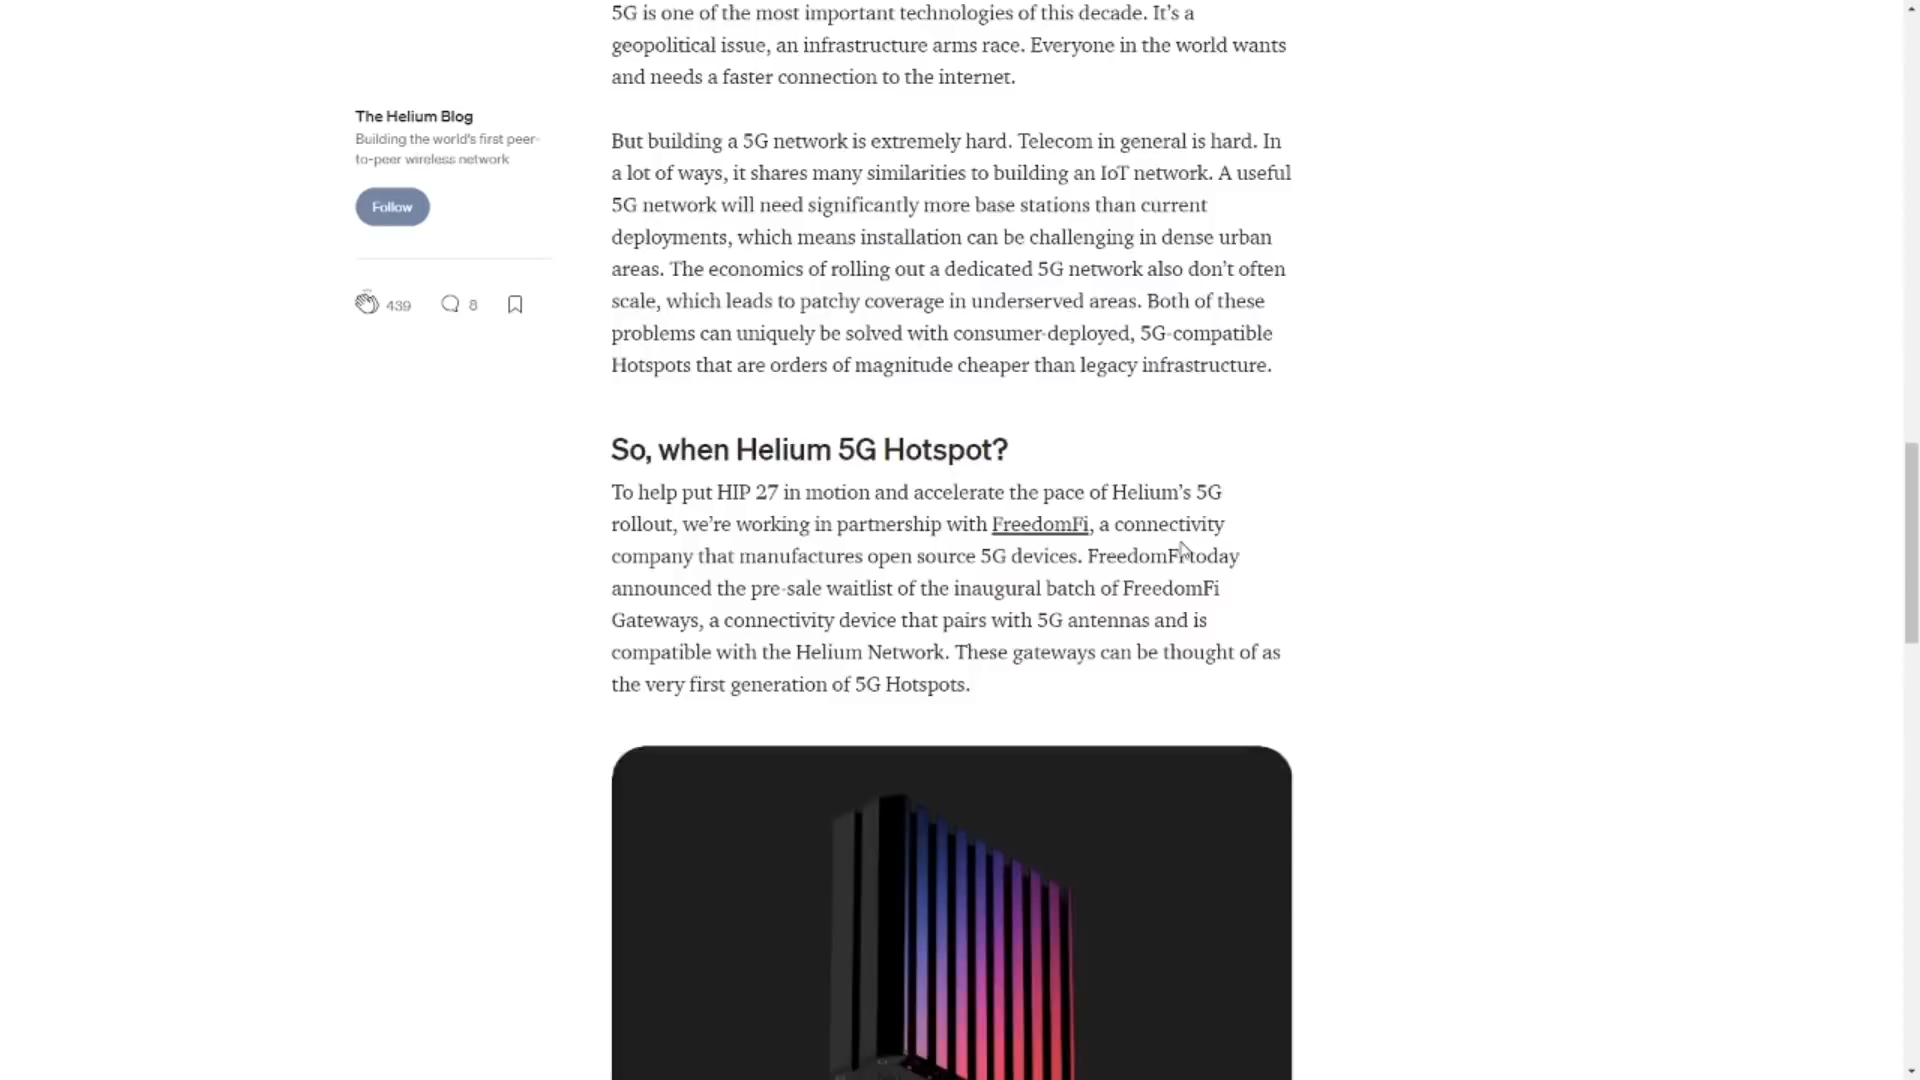 5G is one of the most important technologies of this decade. It’s a
geopolitical issue, an infrastructure arms race. Everyone in the world wants
and needs a faster connection to the internet.
The Helium Blog
Building the world's first peer-
to-peer wireless network
Follow
439
8
But building a 5G network is extremely hard. Telecom in general is hard. In
a lot of ways, it shares many similarities to building an IoT network. A useful
5G network will need significantly more base stations than current
deployments, which means installation can be challenging in dense urban
areas. The economics of rolling out a dedicated 5G network also don’t often
scale, which leads to patchy coverage in underserved areas. Both of these
problems can uniquely be solved with consumer-deployed, 5G-compatible
Hotspots that are orders of magnitude cheaper than legacy infrastructure.
So, when Helium 5G Hotspot?
To help put HIP 27 in motion and accelerate the pace of Helium’s 5G
rollout, we’re working in partnership with FreedomFi, a connectivity
company that manufactures open source 5G devices. FreedomFi today
announced the pre-sale waitlist of the inaugural batch of FreedomFi
Gateways, a connectivity device that pairs with 5G antennas and is
compatible with the Helium Network. These gateways can be thought of as
the very first generation of 5G Hotspots.